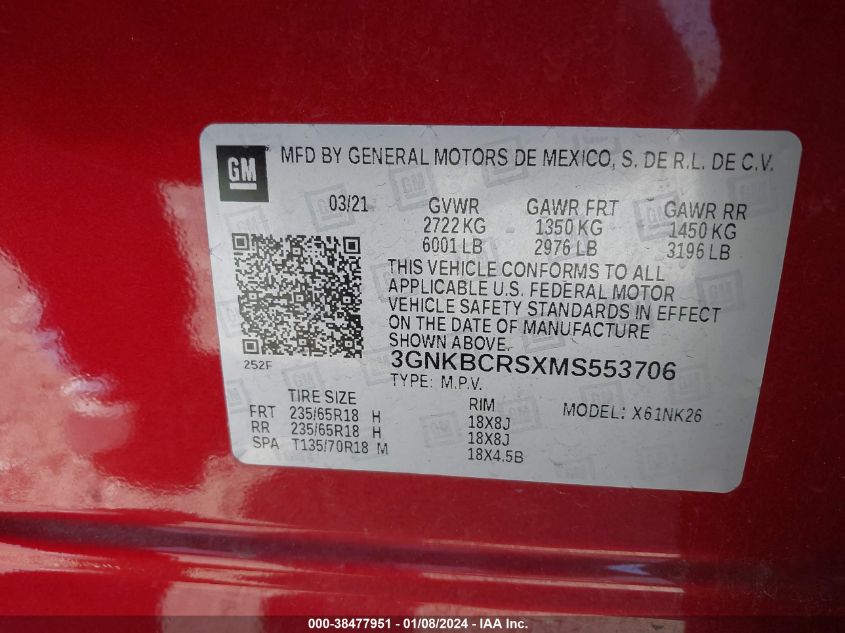 GM MFD BY GENERAL MOTORS DE MEXICO, S. DE R.L. DE C.V.
03/21 GVWR GAWR FRT GAWR RR
2722 KG 1350 KG 1450 KG
6001 LB 2976 LB 3196 LB
THIS VEHICLE CONFORMS TO ALL
APPLICABLE U.S. FEDERAL MOTOR
VEHICLE SAFETY STANDARDS IN EFFECT
ON THE DATE OF MANUFACTURE
SHOWN ABOVE.
252F
3GNKBCRSXMS553706
TYPE: M.P.V.
TIRE SIZE RIM MODEL: X61NK26
FRT 235/65R18 H 18X8J
RR 235/65R18 H 18X8J
SPA T135/70R18 M 18X4.5B
000-38477951 - 01/08/2024 - IAA Inc.